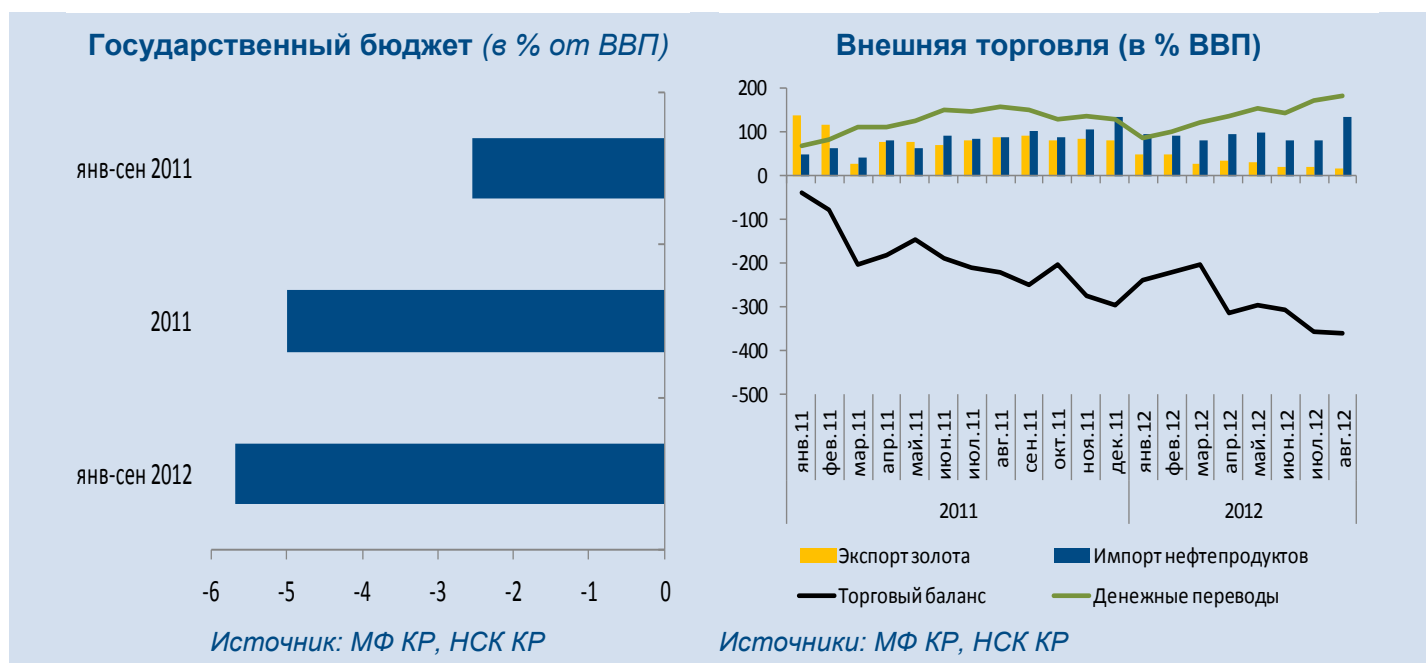 Государственный бюджет (в % от ВВП)
янв-сен 2011
2011
янв-сен 2012
-6 -5 -4 -3 -2 -1 0
Источник: МФ КР, НСК КР
Внешняя торговля (в % ВВП)
200
100
0
-100
-200
-300
-400
-500
янв.11 фев.11 мар.11 апр.11 май.11 июн.11 июл.11 авг.11 сен.11 окт.11 ноя.11 дек.11 янв.12 фев.12 мар.12 апр.12 май.12 июн.12 июл.12 авг.12
2011 2012
Экспорт золота Импорт нефтепродуктов
Торговый баланс Денежные переводы
Источники: МФ КР, НСК КР